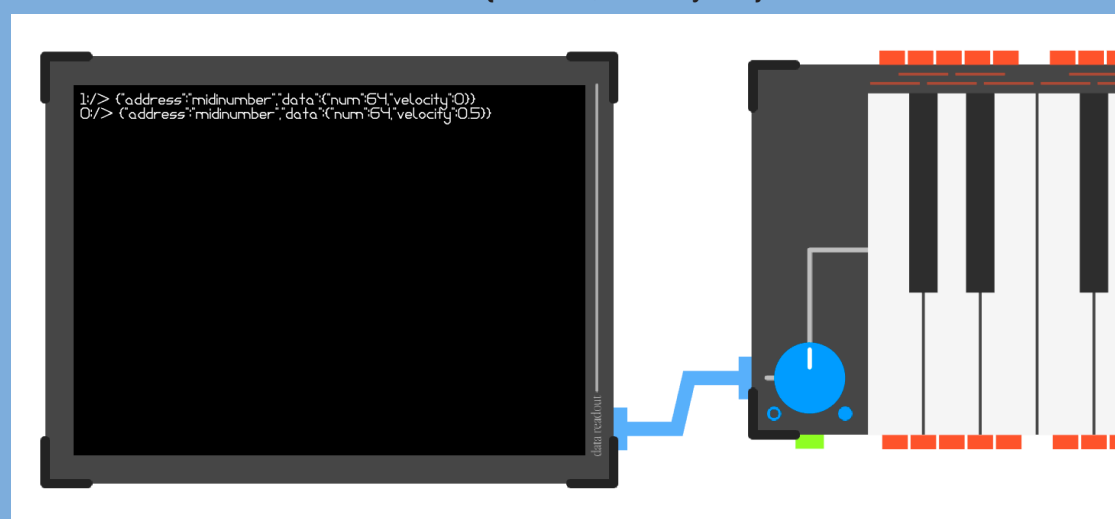 1:/> {"address":"midinumber","data":{"num":64,"velocity":0}}
0:/> {"address":"midinumber","data":{"num":64,"velocity":0.5}}
data readout